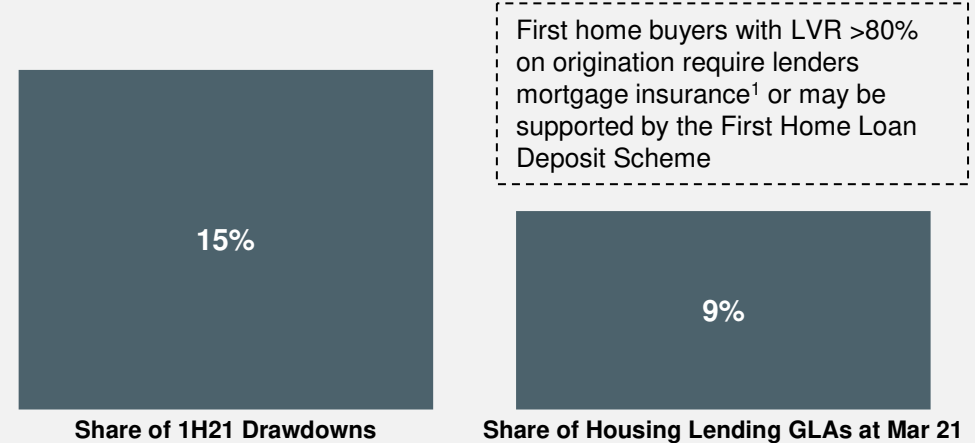 First home buyers with LVR >80%
on origination require lenders
mortgage insurance¹ or may be
supported by the First Home Loan
Deposit Scheme
15%
9%
Share of 1H21 Drawdowns
Share of Housing Lending GLAs at Mar 21